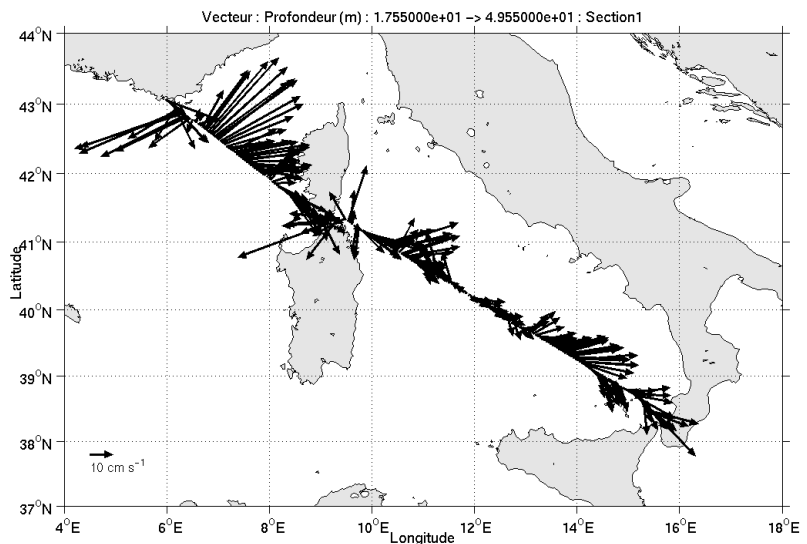 Vecteur : Profondeur (m) : 1.755000e+01 −> 4.955000e+01 : Section1
44°N
43°N
42°N
41°N
40°N
39°N
38°N
37°N
Latitude
10 cm s⁻¹
4°E 6°E 8°E 10°E 12°E 14°E 16°E 18°E
Longitude